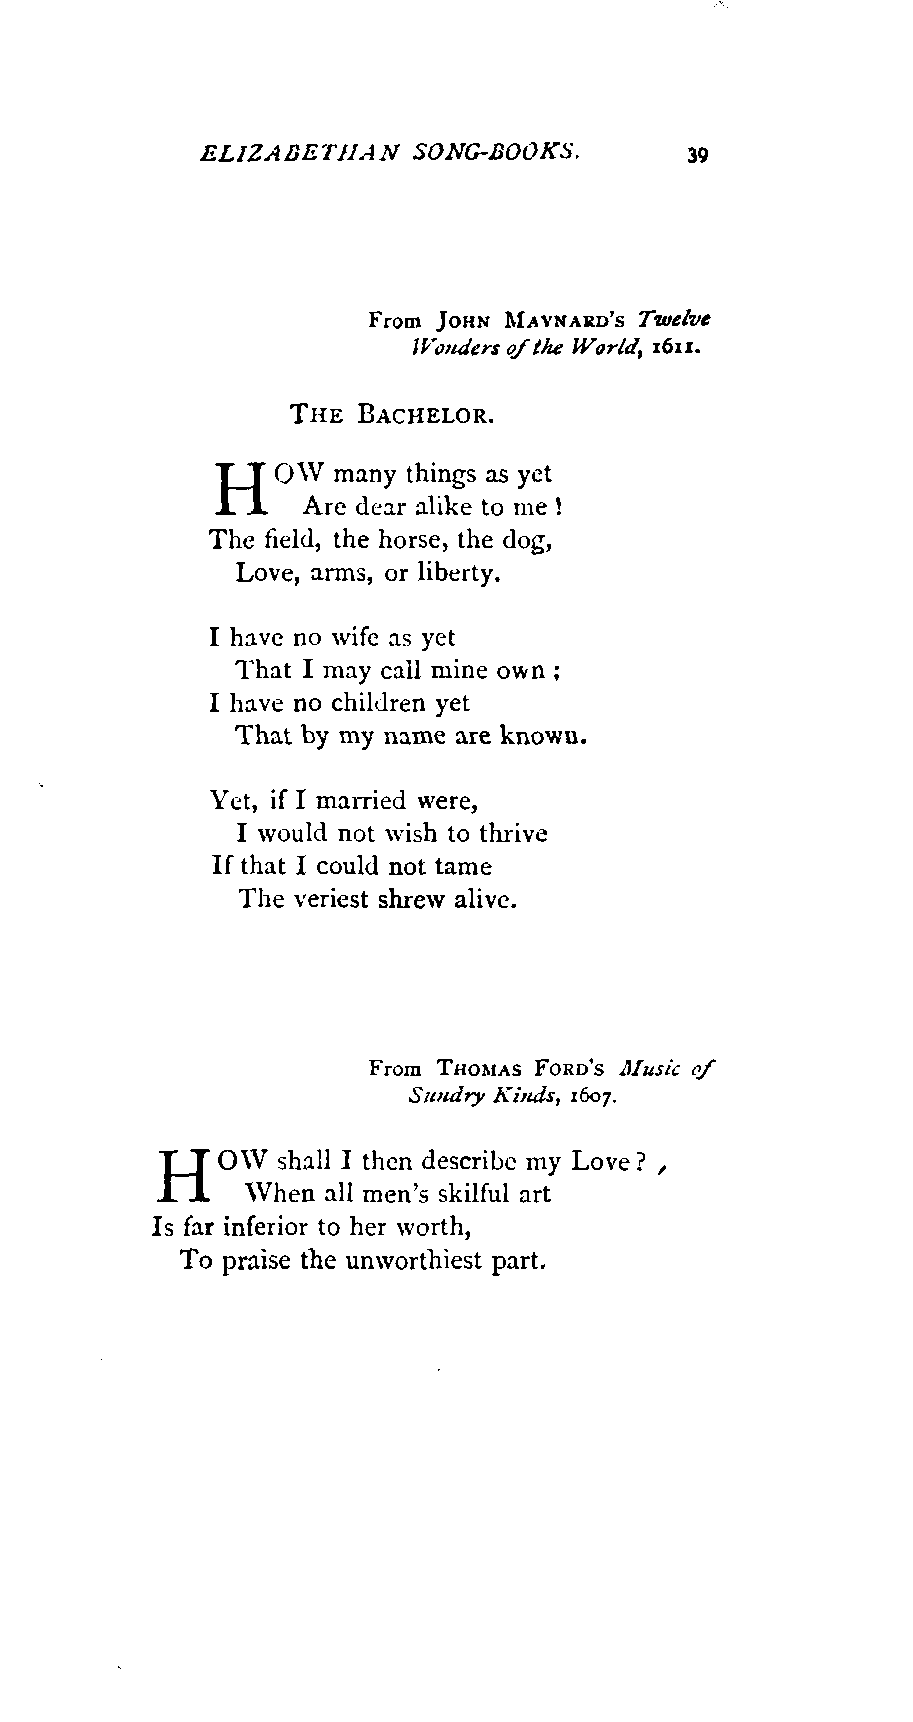 ELIZABETHAN SONG-BOOKS. 39
From JOHN MAYNARD'S Twelve
Wonders of the World, 1611.
THE BACHELOR.
HOW many things as yet
Are dear alike to me !
The field, the horse, the dog,
Love, arms, or liberty.
I have no wife as yet
That I may call mine own ;
I have no children yet
That by my name are known.
Yet, if I married were,
I would not wish to thrive
If that I could not tame
The veriest shrew alive.
From THOMAS FORD'S Music of
Sundry Kinds, 1607.
HOW shall I then describe my Love ?
When all men's skilful art
Is far inferior to her worth,
To praise the unworthiest part.